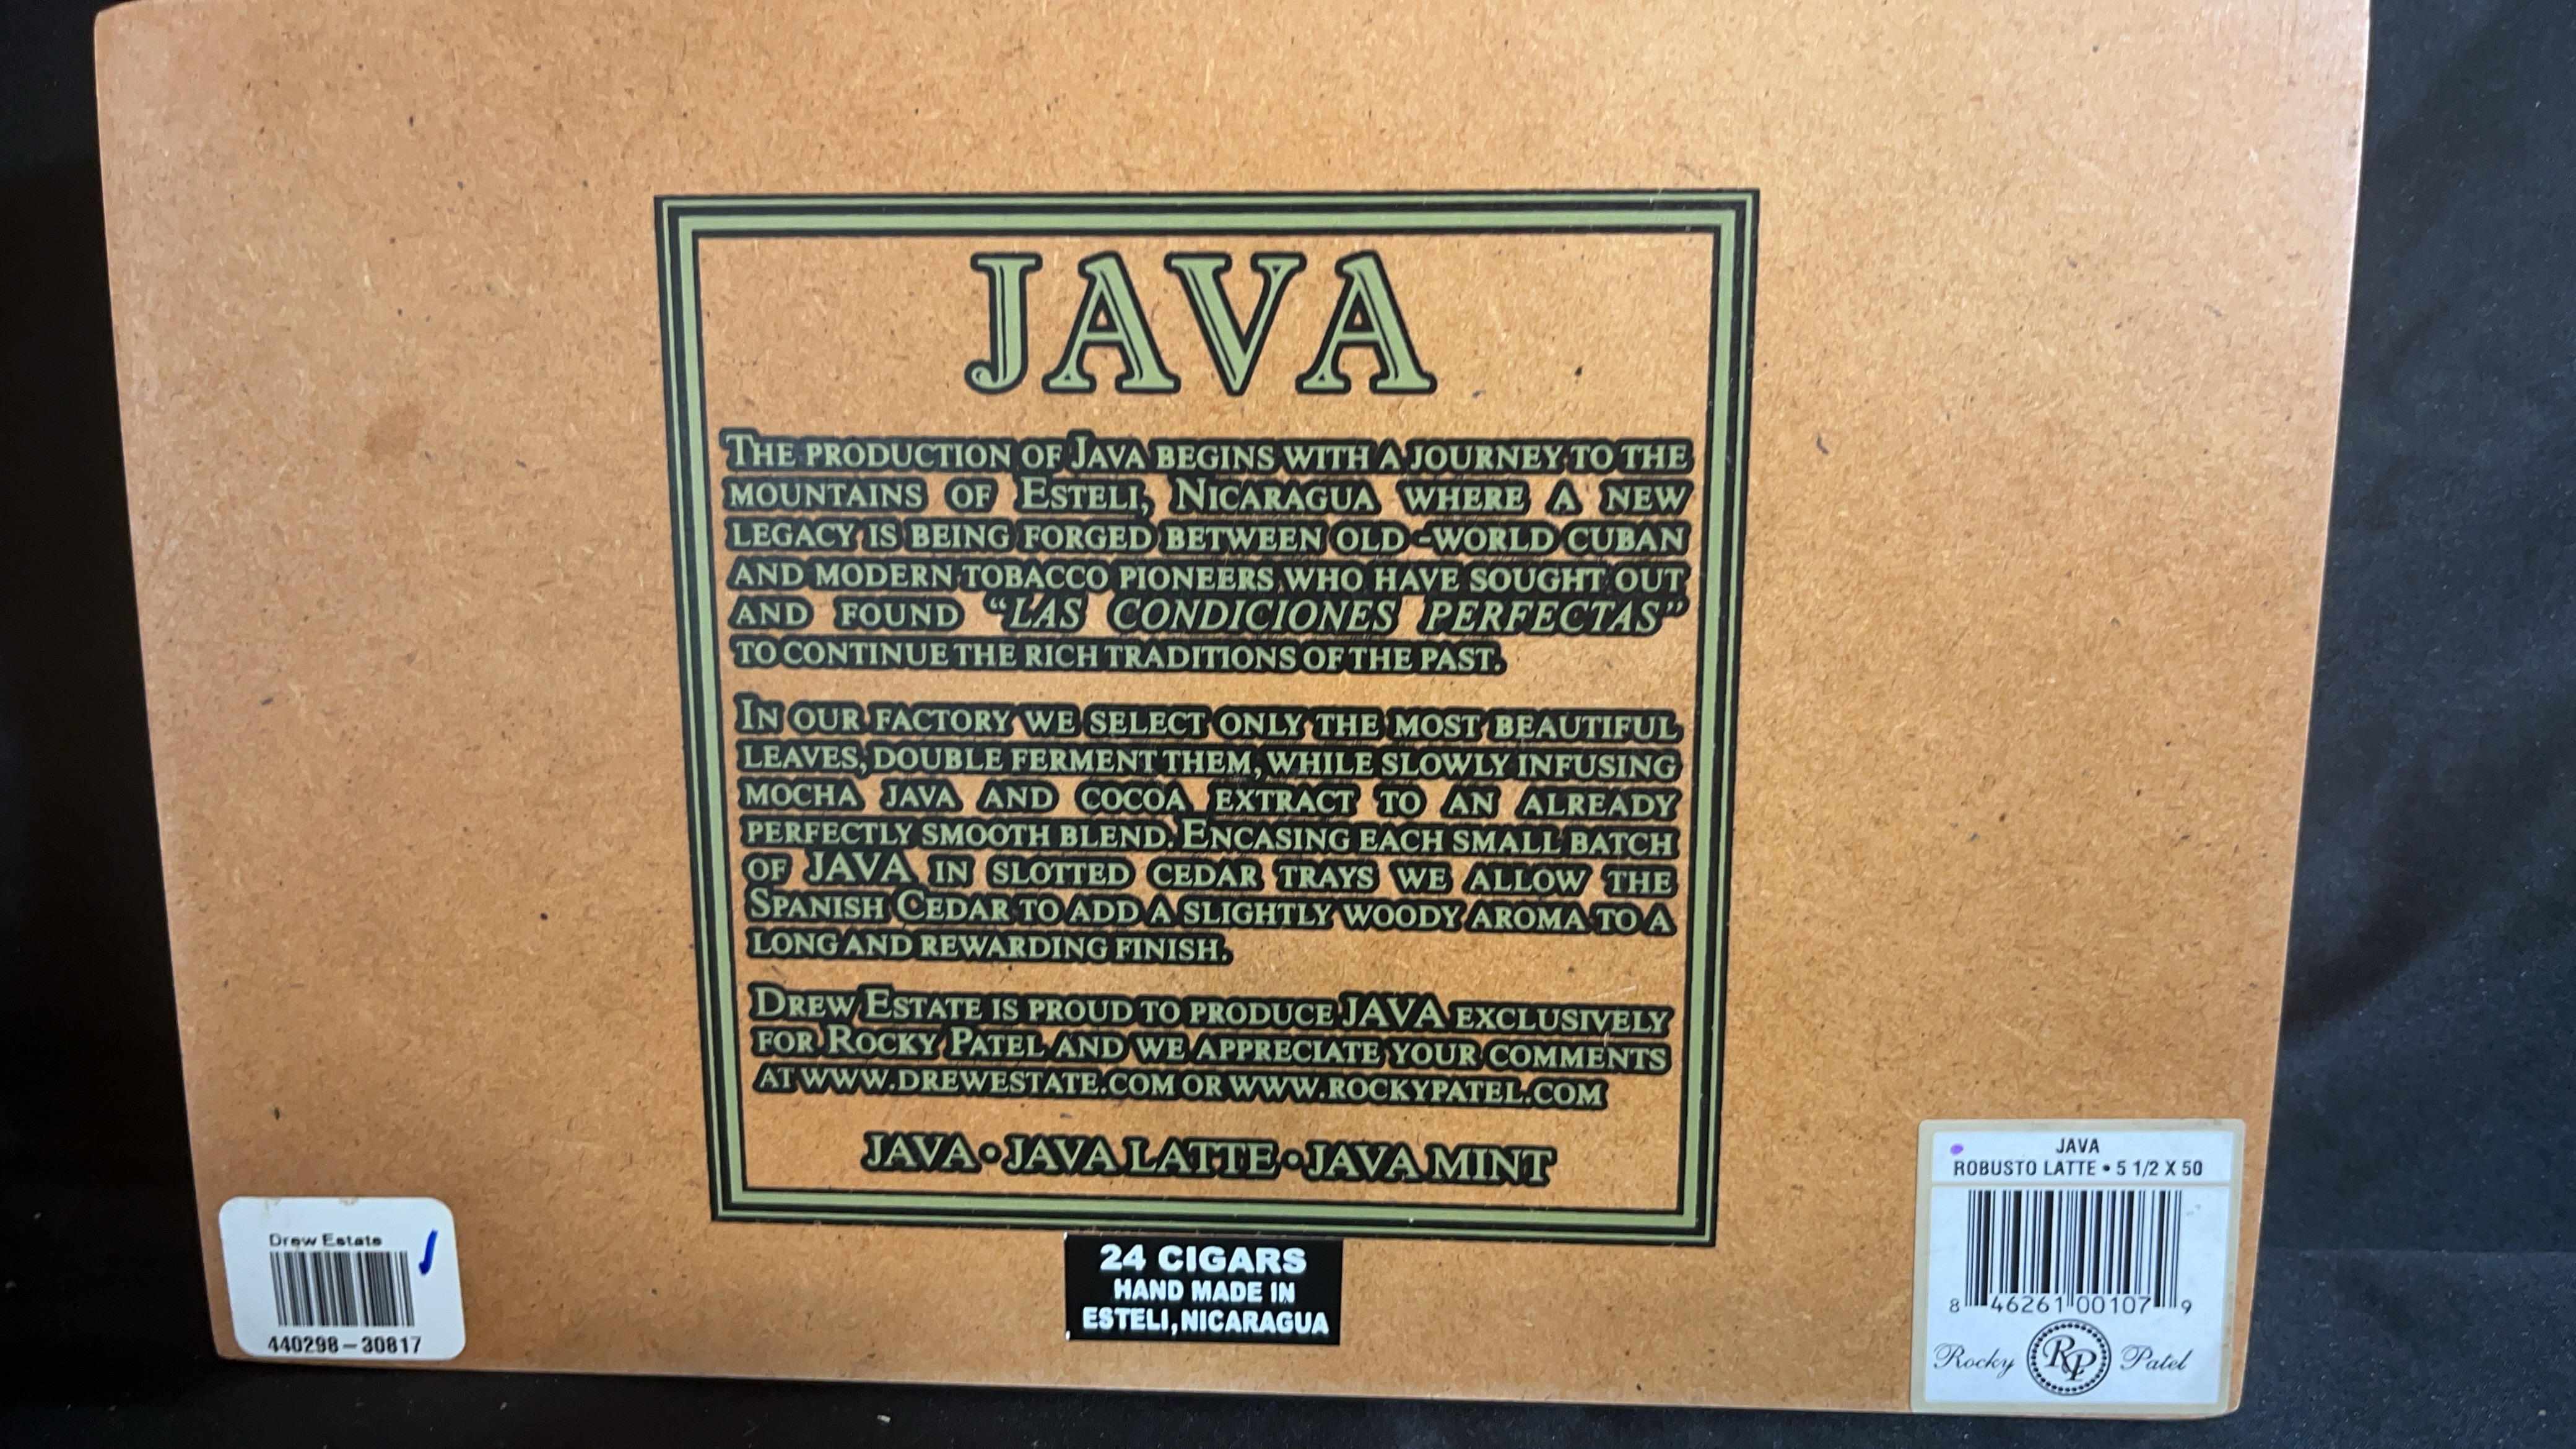 JAVA
THE PRODUCTION OF JAVA BEGINS WITH A JOURNEY TO THE
MOUNTAINS OF ESTELI, NICARAGUA WHERE A NEW
LEGACY IS BEING FORGED BETWEEN OLD -WORLD CUBAN
AND MODERN TOBACCO PIONEERS WHO HAVE SOUGHT OUT
AND FOUND "LAS CONDICIONES PERFECTAS"
TO CONTINUE THE RICH TRADITIONS OF THE PAST.
IN OUR FACTORY WE SELECT ONLY THE MOST BEAUTIFUL
LEAVES, DOUBLE FERMENT THEM, WHILE SLOWLY INFUSING
MOCHA JAVA AND COCOA EXTRACT TO AN ALREADY
PERFECTLY SMOOTH BLEND. ENCASING EACH SMALL BATCH
OF JAVA IN SLOTTED CEDAR TRAYS WE ALLOW THE
SPANISH CEDAR TO ADD A SLIGHTLY WOODY AROMA TO A
LONG AND REWARDING FINISH.
DREW ESTATE IS PROUD TO PRODUCE JAVA EXCLUSIVELY
FOR ROCKY PATEL AND WE APPRECIATE YOUR COMMENTS
AT WWW.DREWESTATE.COM OR WWW.ROCKYPATEL.COM
JAVA • JAVA LATTE • JAVA MINT
24 CIGARS
HAND MADE IN
ESTELI, NICARAGUA
Drew Estate
440298-30817
JAVA
ROBUSTO LATTE • 5 1/2 X 50
8 46261 00107 9
Rocky RP Patel